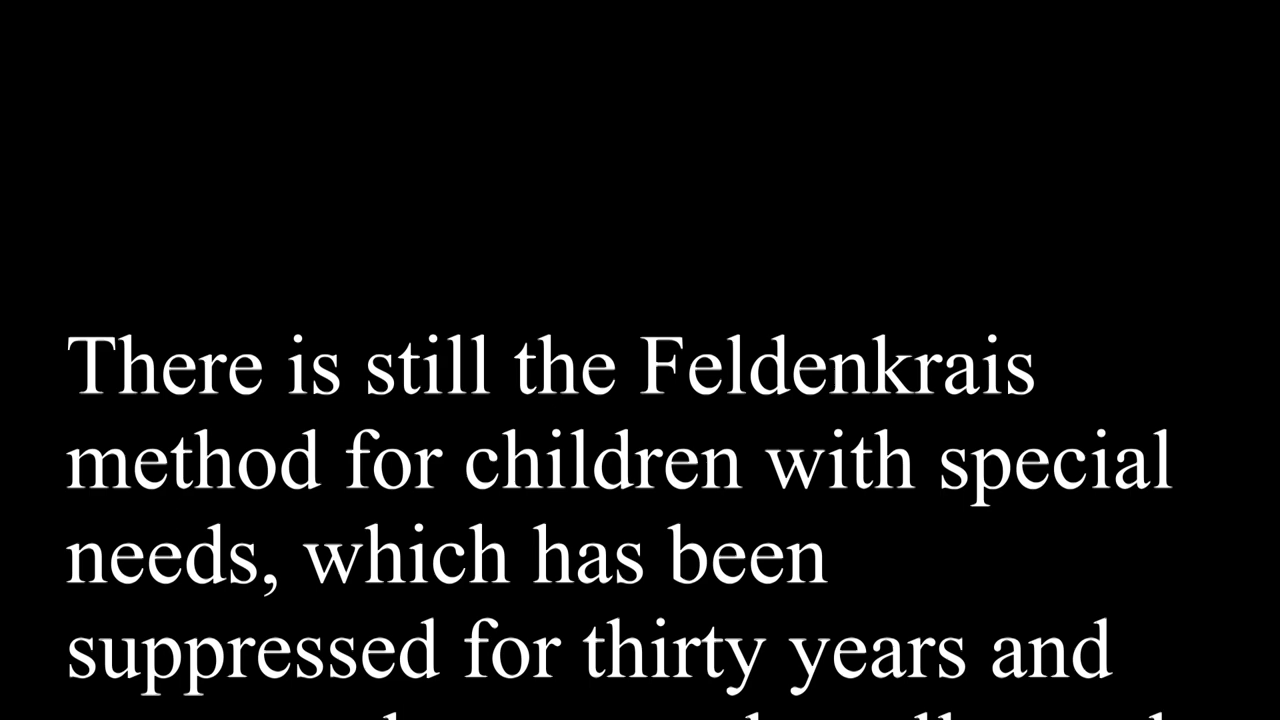 There is still the Feldenkrais
method for children with special
needs, which has been
suppressed for thirty years and